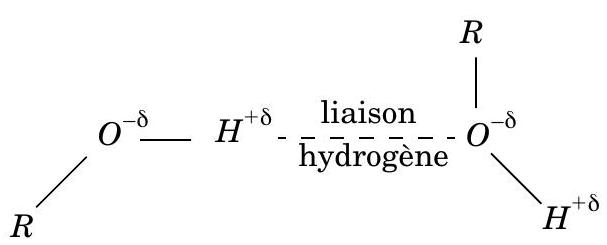 R
O^{-δ} — H^{+δ} - - - O^{-δ}
liaison
hydrogène
R
H^{+δ}